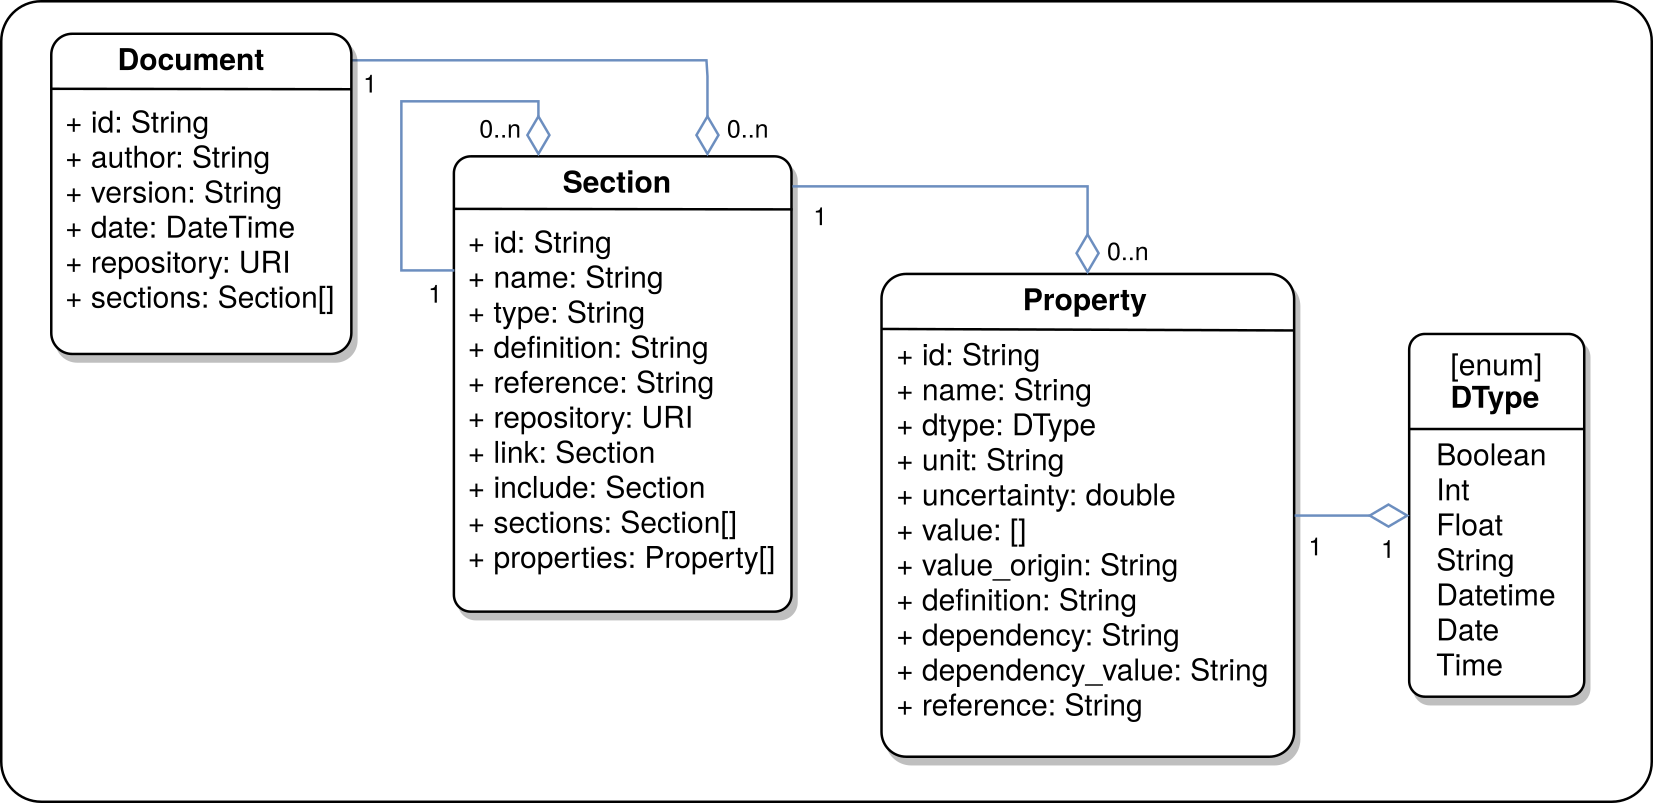 Document
+ id: String
+ author: String
+ version: String
+ date: DateTime
+ repository: URI
+ sections: Section[]
1
0..n
0..n
1
Section
+ id: String
+ name: String
+ type: String
+ definition: String
+ reference: String
+ repository: URI
+ link: Section
+ include: Section
+ sections: Section[]
+ properties: Property[]
1
0..n
Property
+ id: String
+ name: String
+ dtype: DType
+ unit: String
+ uncertainty: double
+ value: []
+ value_origin: String
+ definition: String
+ dependency: String
+ dependency_value: String
+ reference: String
1
1
[enum]
DType
Boolean
Int
Float
String
Datetime
Date
Time